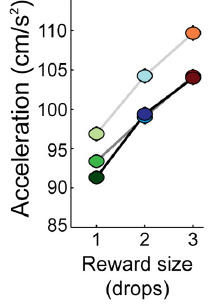 Acceleration (cm/s²)
110
105
100
95
90
85
1 2 3
Reward size
(drops)